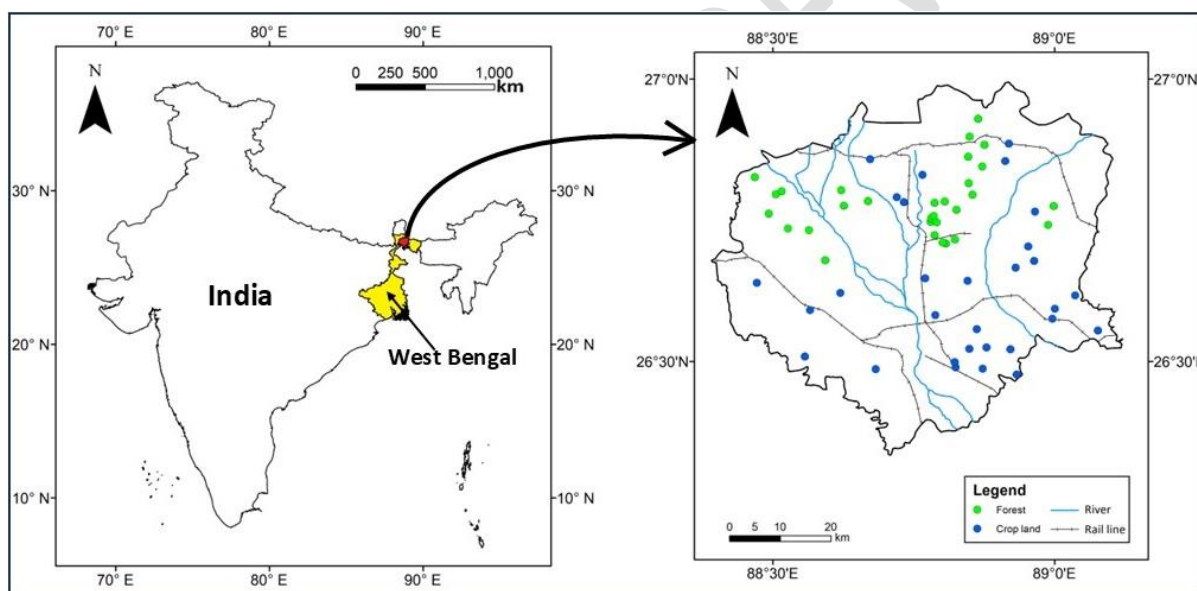 70° E
80° E
90° E
N
0 250 500 1,000
km
30° N
30° N
India
20° N
20° N
West Bengal
10° N
10° N
70° E
80° E
90° E
88°30'E
89°0'E
27°0'N
27°0'N
N
26°30'N
26°30'N
Legend
Forest
River
Crop land
Rail line
0 5 10 20
km
88°30'E
89°0'E